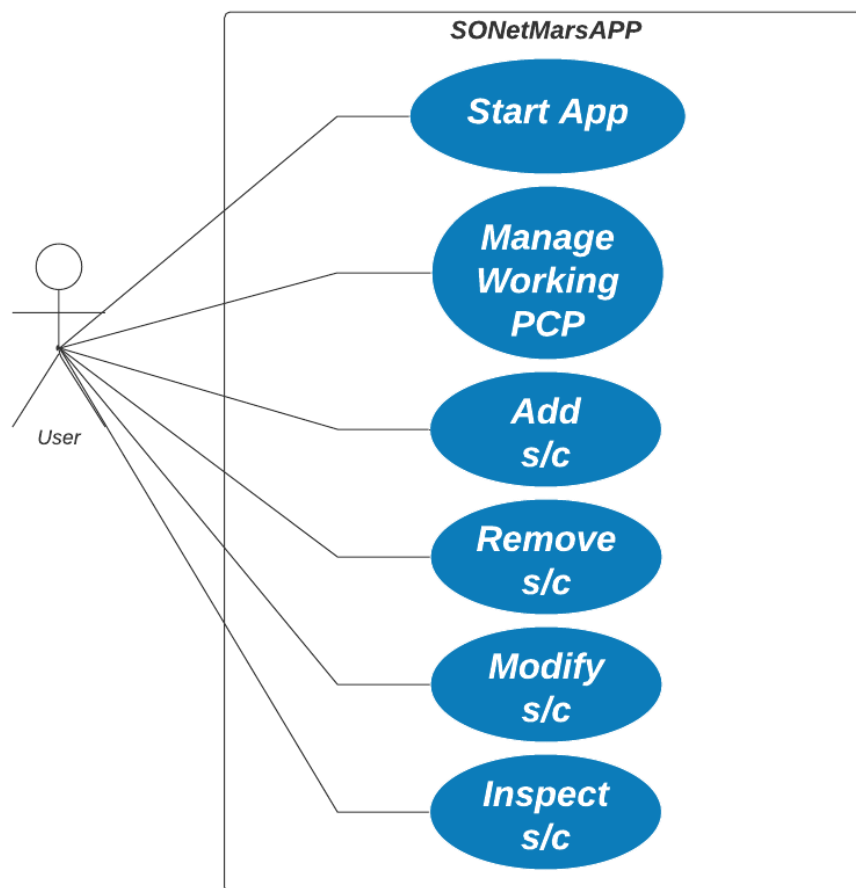 SONetMarsAPP
Start App
Manage
Working
PCP
Add
s/c
User
Remove
s/c
Modify
s/c
Inspect
s/c